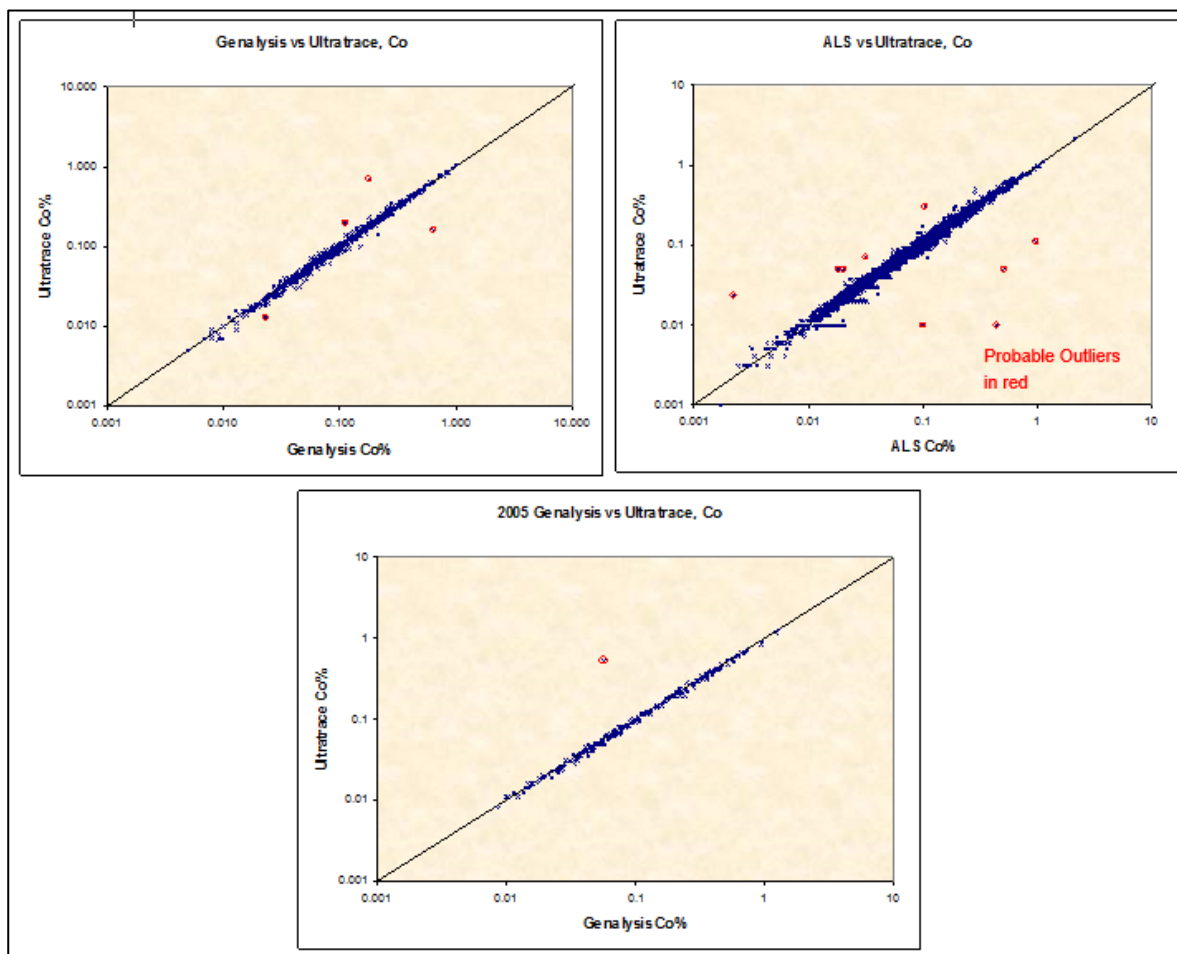 Genalysis vs Ultratrace, Co
10.000
1.000
0.100
0.010
0.001
Ultratrace Co%
0.001
0.010
0.100
1.000
10.000
Genalysis Co%
ALS vs Ultratrace, Co
10
1
0.1
0.01
0.001
Ultratrace Co%
Probable Outliers
in red
0.001
0.01
0.1
1
10
ALS Co%
2005 Genalysis vs Ultratrace, Co
10
1
0.1
0.01
0.001
Ultratrace Co%
0.001
0.01
0.1
1
10
Genalysis Co%